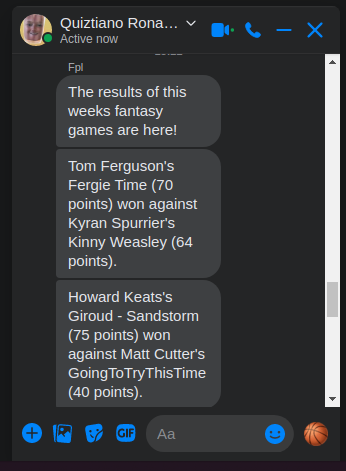 Quiztiano Rona...
Active now
Fpl
The results of this
weeks fantasy
games are here!
Tom Ferguson's
Fergie Time (70
points) won against
Kyran Spurrier's
Kinny Weasley (64
points).
Howard Keats's
Giroud - Sandstorm
(75 points) won
against Matt Cutter's
GoingToTryThisTime
(40 points).
GIF
Aa